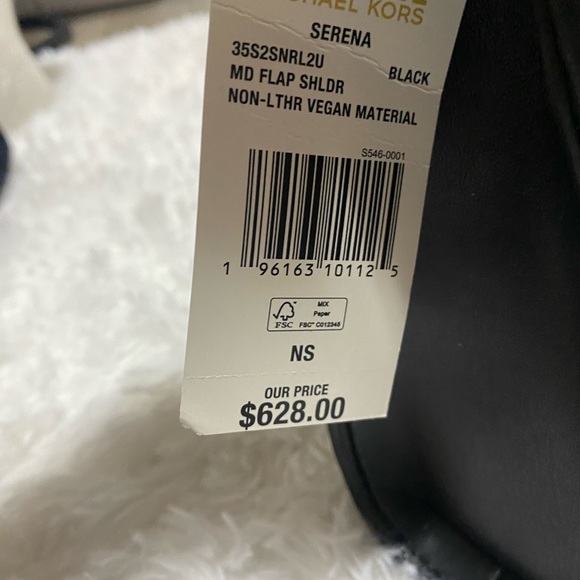 KORS
SERENA
35S2SNRL2U BLACK
MD FLAP SHLDR
NON-LTHR VEGAN MATERIAL
S546-0001
1 96163 10112 5
FSC
MIX
Paper
FSC® C012345
NS
OUR PRICE
$628.00